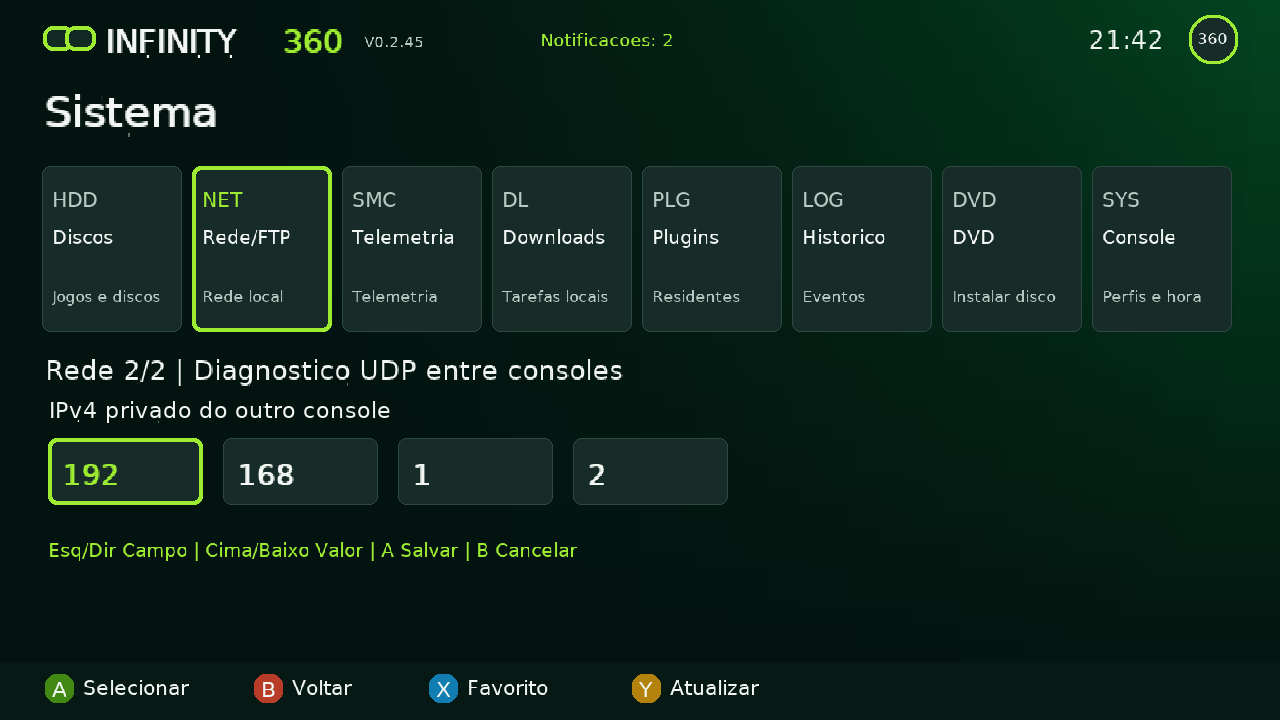 INFINITY 360 V0.2.45 Notificacoes: 2 21:42 360
Sistema
HDD NET SMC DL PLG LOG DVD SYS
Discos Rede/FTP Telemetria Downloads Plugins Historico DVD Console
Jogos e discos Rede local Telemetria Tarefas locais Residentes Eventos Instalar disco Perfis e hora
Rede 2/2 | Diagnostico UDP entre consoles
IPv4 privado do outro console
192 168 1 2
Esq/Dir Campo | Cima/Baixo Valor | A Salvar | B Cancelar
A Selecionar B Voltar X Favorito Y Atualizar